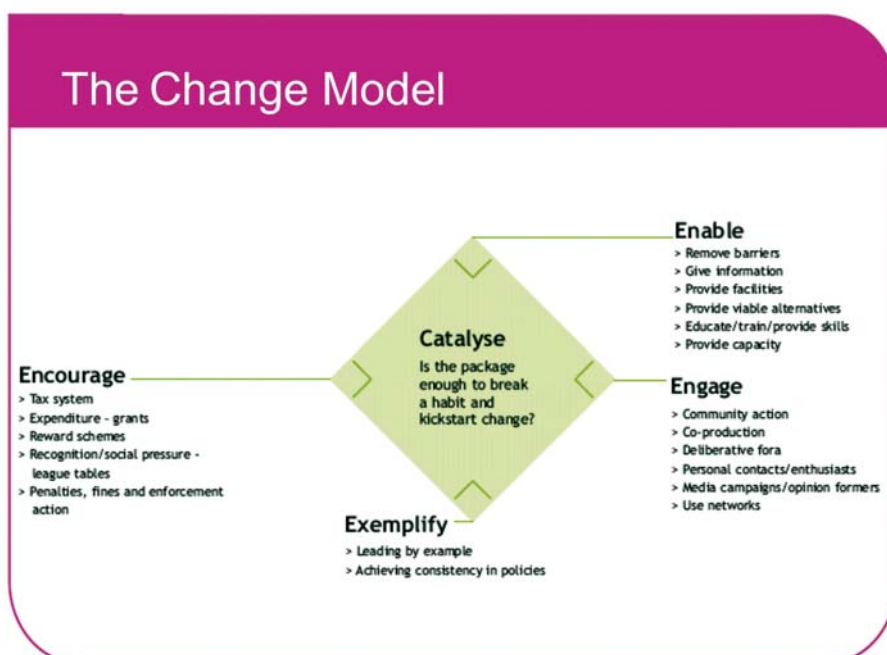 The Change Model
Enable
> Remove barriers
> Give information
> Provide facilities
> Provide viable alternatives
> Educate/train/provide skills
> Provide capacity
Catalyse
Is the package
enough to break
a habit and
kickstart change?
Encourage
> Tax system
> Expenditure - grants
> Reward schemes
> Recognition/social pressure -
league tables
> Penalties, fines and enforcement
action
Engage
> Community action
> Co-production
> Deliberative fora
> Personal contacts/enthusiasts
> Media campaigns/opinion formers
> Use networks
Exemplify
> Leading by example
> Achieving consistency in policies